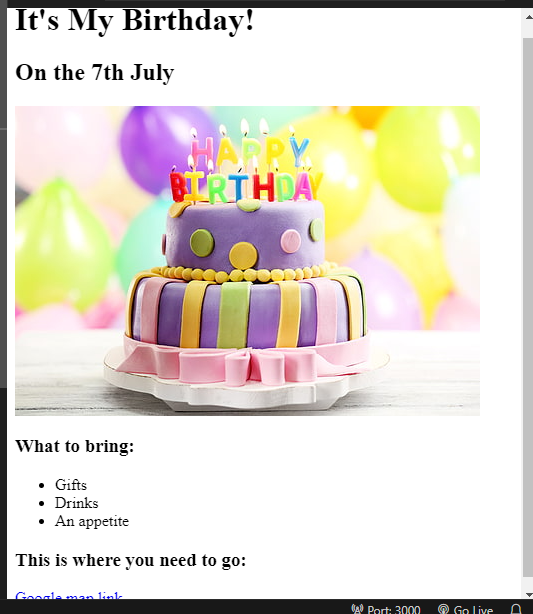 It's My Birthday!
On the 7th July
HAPPY
BIRTHDAY
What to bring:
Gifts
Drinks
An appetite
This is where you need to go:
Google map link
Port: 3000 Go Live